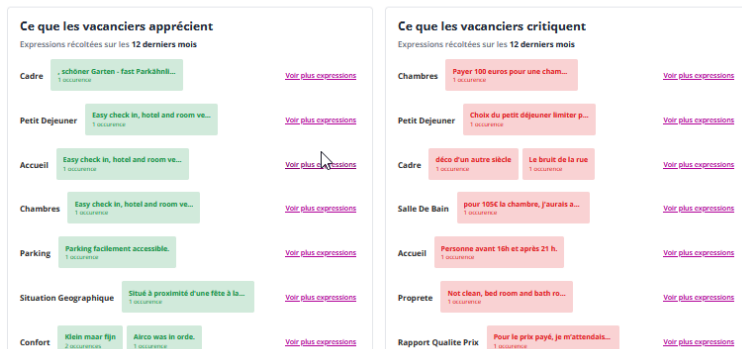 Ce que les vacanciers apprécient
Expressions récoltées sur les 12 derniers mois
Cadre
, schöner Garten - fast Parkähnli...
1 occurence
Voir plus expressions
Petit Dejeuner
Easy check in, hotel and room ve...
1 occurence
Voir plus expressions
Accueil
Easy check in, hotel and room ve...
1 occurence
Voir plus expressions
Chambres
Easy check in, hotel and room ve...
1 occurence
Voir plus expressions
Parking
Parking facilement accessible.
1 occurence
Voir plus expressions
Situation Geographique
Situé à proximité d'une fête à la...
1 occurence
Voir plus expressions
Confort
Klein maar fijn
2 occurences
Airco was in orde.
1 occurence
Voir plus expressions
Ce que les vacanciers critiquent
Expressions récoltées sur les 12 derniers mois
Chambres
Payer 100 euros pour une cham...
1 occurence
Voir plus expressions
Petit Dejeuner
Choix du petit déjeuner limiter p...
1 occurence
Voir plus expressions
Cadre
déco d'un autre siècle
1 occurence
Le bruit de la rue
1 occurence
Voir plus expressions
Salle De Bain
pour 105€ la chambre, j'aurais a...
1 occurence
Voir plus expressions
Accueil
Personne avant 16h et après 21 h.
1 occurence
Voir plus expressions
Proprete
Not clean, bed room and bath ro...
1 occurence
Voir plus expressions
Rapport Qualite Prix
Pour le prix payé, je m'attendais...
1 occurence
Voir plus expressions